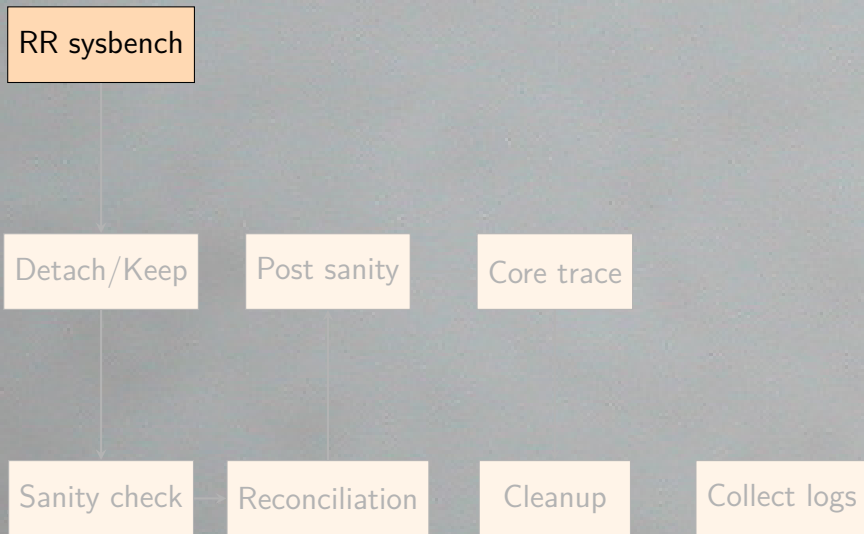 RR sysbench
Detach/Keep
Post sanity
Core trace
Sanity check
Reconciliation
Cleanup
Collect logs